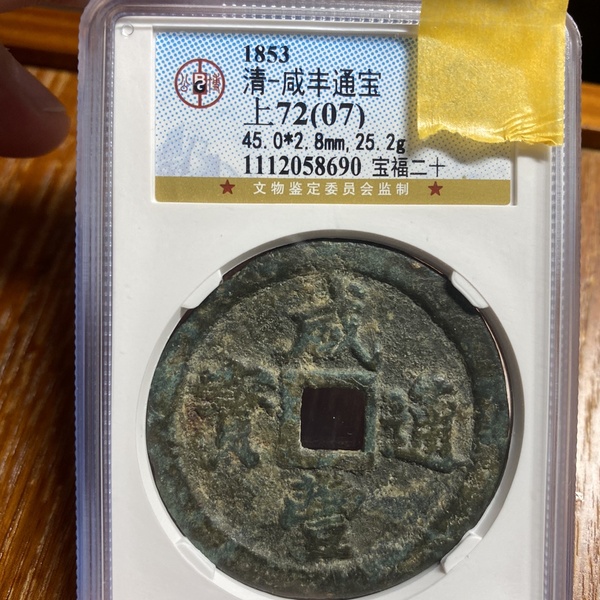 1853
清-咸丰通宝
上72(07)
45.0*2.8mm,25.2g
1112058690 宝福二十
★ 文物鉴定委员会监制 ★
咸
寶 通
豐